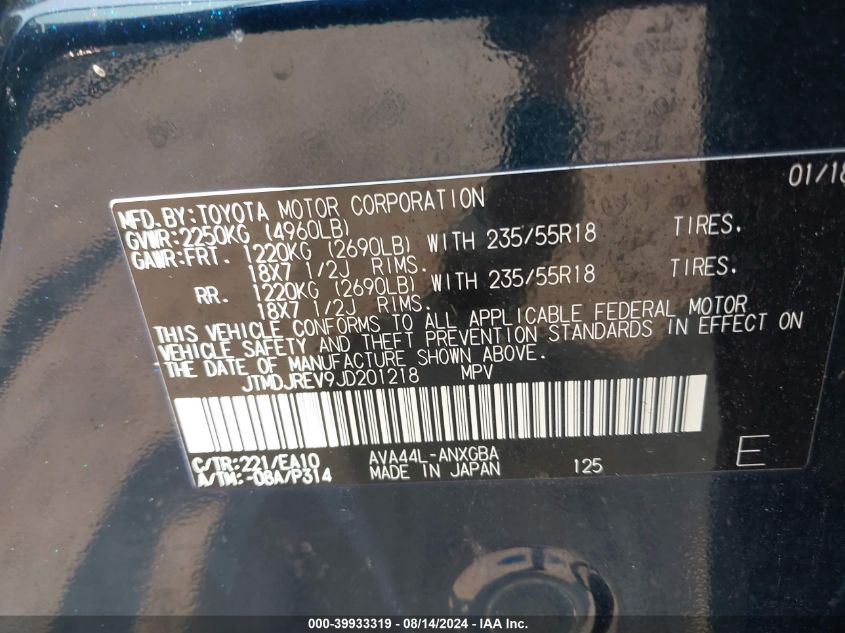 01/18
MFD. BY: TOYOTA MOTOR CORPORATION
GVWR: 2250KG (4960LB)
GAWR: FRT. 1220KG (2690LB) WITH 235/55R18 TIRES.
18X7 1/2J RIMS.
RR. 1220KG (2690LB) WITH 235/55R18 TIRES.
18X7 1/2J RIMS.
THIS VEHICLE CONFORMS TO ALL APPLICABLE FEDERAL MOTOR
VEHICLE SAFETY AND THEFT PREVENTION STANDARDS IN EFFECT ON
THE DATE OF MANUFACTURE SHOWN ABOVE.
JTMDJREV9JD201218 MPV
C/TR: 221/EA10 AVA44L-ANXGBA
A/TM: -08A/P314 MADE IN JAPAN 125 E
000-39933319 - 08/14/2024 - IAA Inc.